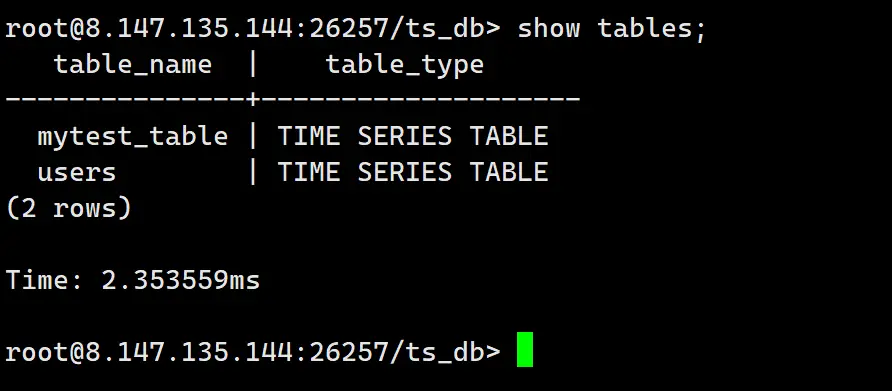 root@8.147.135.144:26257/ts_db> show tables;
table_name | table_type
---------------+--------------------
mytest_table | TIME SERIES TABLE
users | TIME SERIES TABLE
(2 rows)
Time: 2.353559ms
root@8.147.135.144:26257/ts_db>